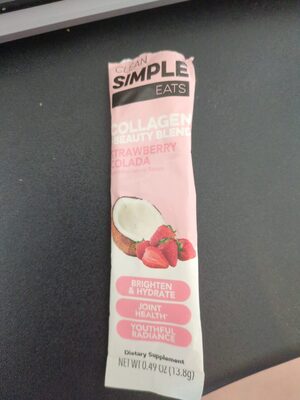 CLEAN
SIMPLE
EATS
COLLAGEN
BEAUTY BLEND
STRAWBERRY
COLADA
BRIGHTEN
& HYDRATE
JOINT
HEALTH*
YOUTHFUL
RADIANCE
Dietary Supplement
NET WT 0.49 OZ (13.8g)